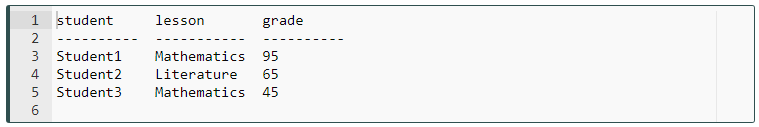 1 student     lesson       grade
2 ----------  -----------  ----------
3 Student1    Mathematics  95
4 Student2    Literature   65
5 Student3    Mathematics  45
6